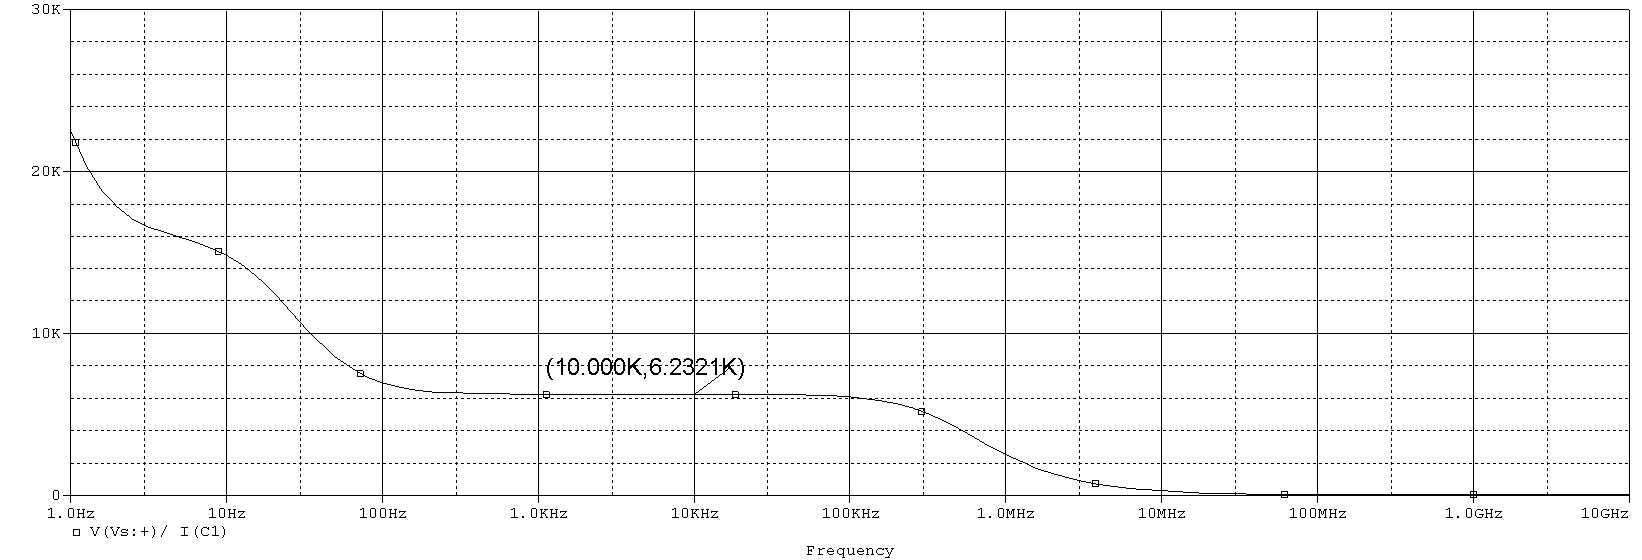 30K
20K
10K
(10.000K,6.2321K)
0
1.0Hz 10Hz 100Hz 1.0KHz 10KHz 100KHz 1.0MHz 10MHz 100MHz 1.0GHz 10GHz
V(Vs:+)/ I(C1)
Frequency